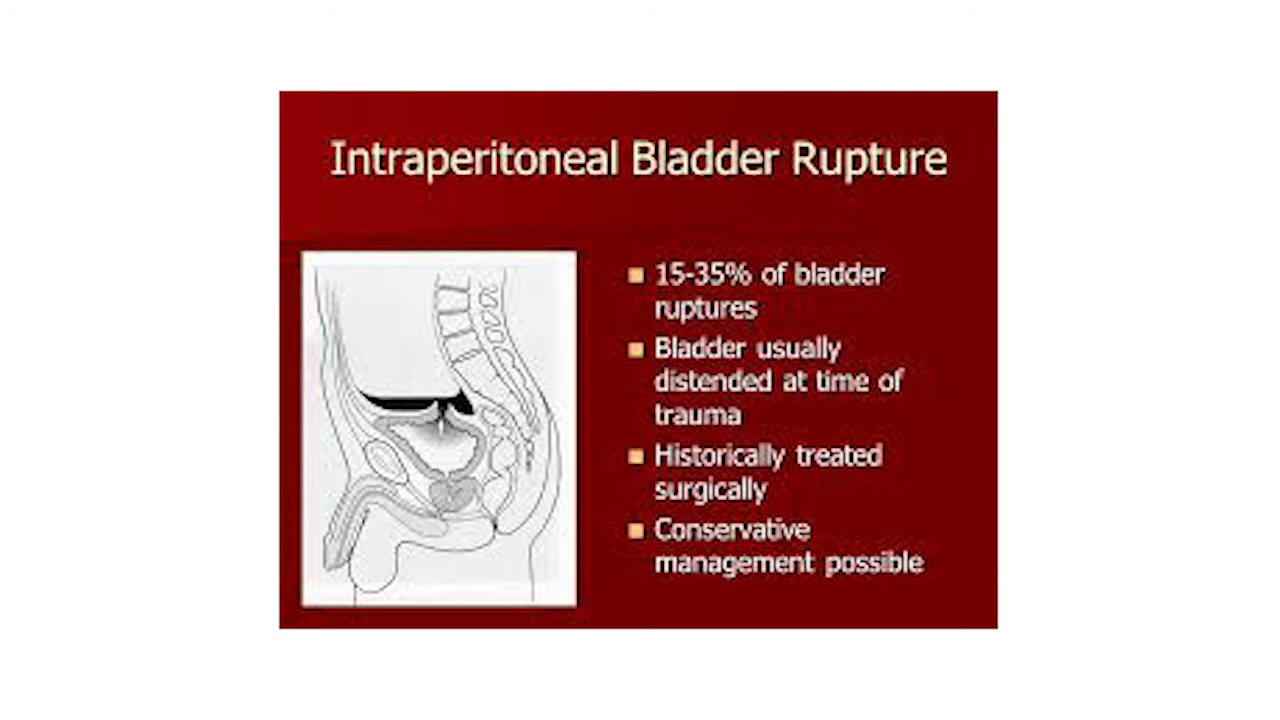 Intraperitoneal Bladder Rupture
15-35% of bladder
ruptures
Bladder usually
distended at time of
trauma
Historically treated
surgically
Conservative
management possible